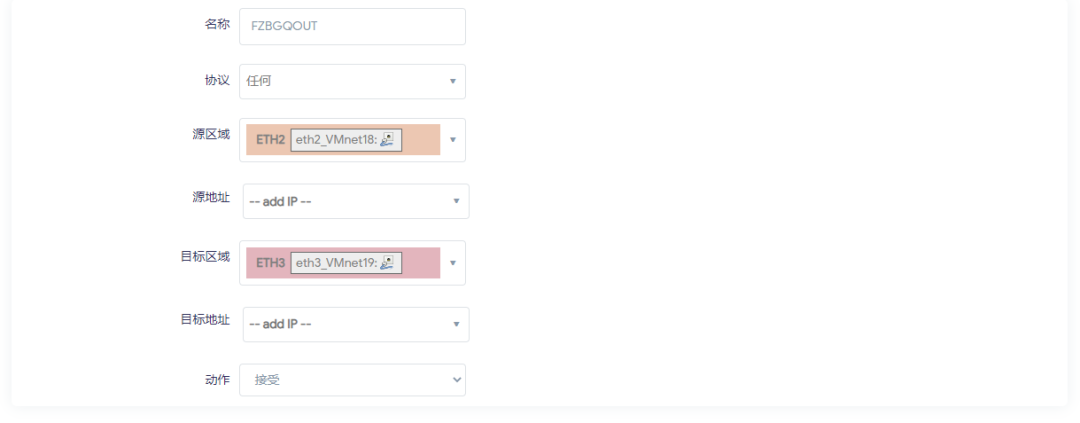 名称 FZBGQOUT
协议 任何
源区域 ETH2 eth2_VMnet18:
源地址 -- add IP --
目标区域 ETH3 eth3_VMnet19:
目标地址 -- add IP --
动作 接受